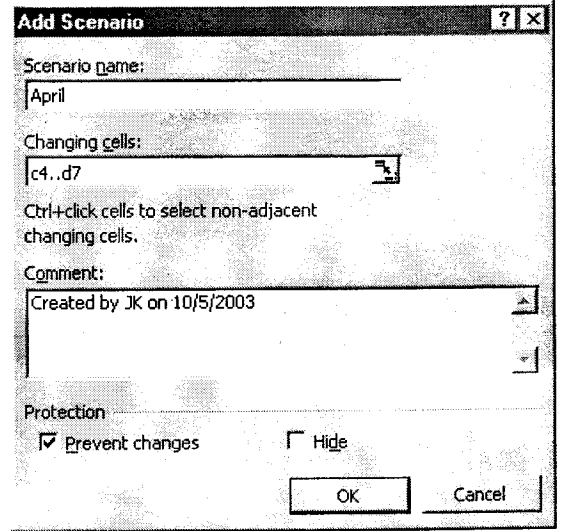 Add Scenario
Scenario name:
April
Changing cells:
c4..d7
Ctrl+click cells to select non-adjacent
changing cells.
Comment:
Created by JK on 10/5/2003
Protection
Prevent changes Hide
OK Cancel